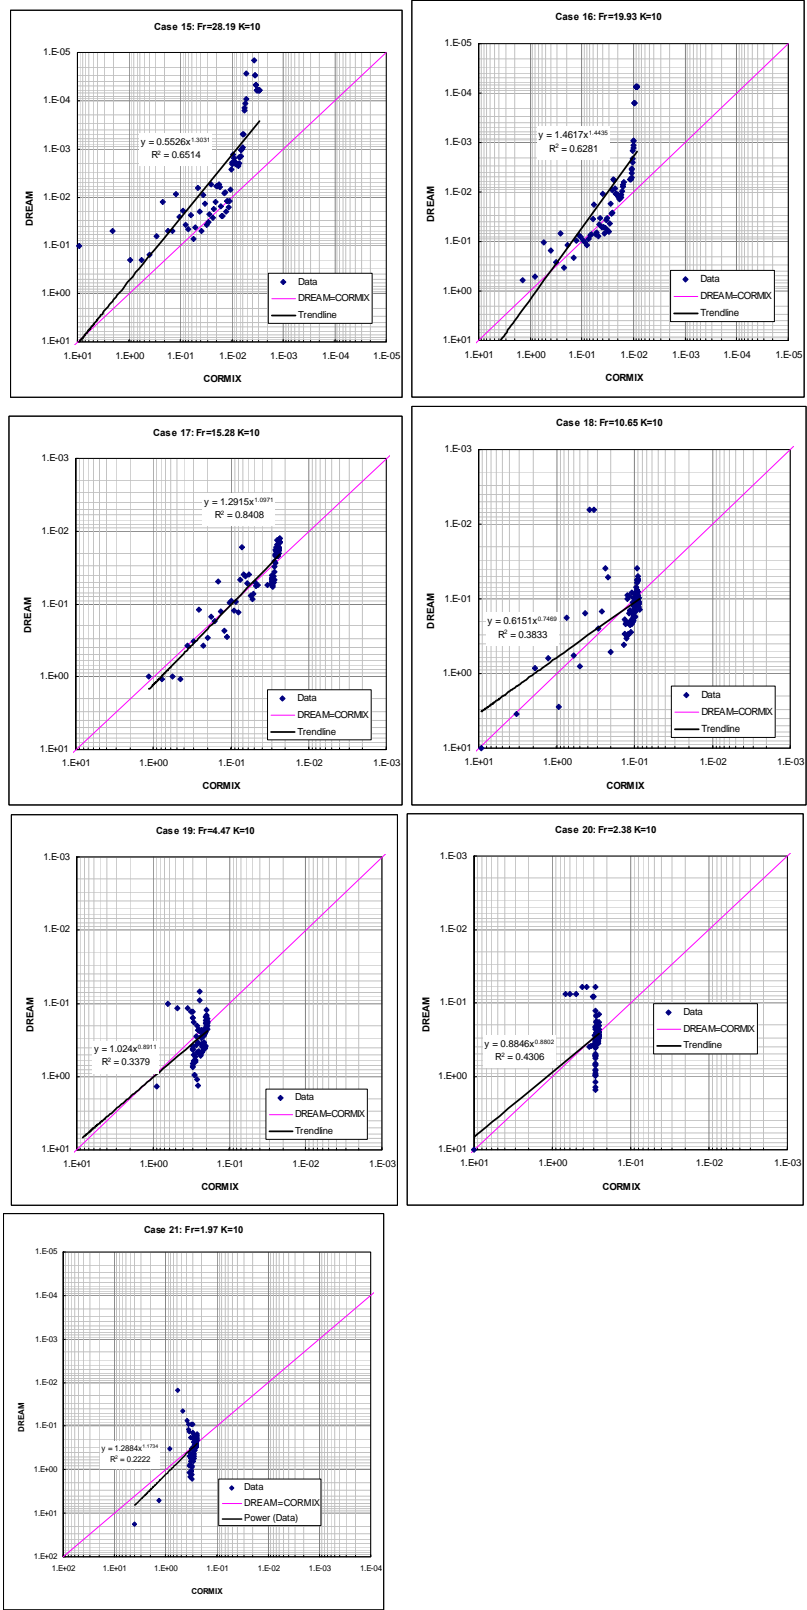 Case 15: Fr=28.19 K=10
1.E-05
1.E-04
1.E-03
1.E-02
1.E-01
1.E+00
1.E+01
DREAM
y = 0.5526x^1.3031
R² = 0.6514
Data
DREAM=CORMIX
Trendline
1.E+01 1.E+00 1.E-01 1.E-02 1.E-03 1.E-04 1.E-05
CORMIX
Case 16: Fr=19.93 K=10
1.E-05
1.E-04
1.E-03
1.E-02
1.E-01
1.E+00
1.E+01
DREAM
y = 1.4617x^1.4435
R² = 0.6281
Data
DREAM=CORMIX
Trendline
1.E+01 1.E+00 1.E-01 1.E-02 1.E-03 1.E-04 1.E-05
CORMIX
Case 17: Fr=15.28 K=10
1.E-03
1.E-02
1.E-01
1.E+00
1.E+01
DREAM
y = 1.2915x^1.0971
R² = 0.8408
Data
DREAM=CORMIX
Trendline
1.E+01 1.E+00 1.E-01 1.E-02 1.E-03
CORMIX
Case 18: Fr=10.65 K=10
1.E-03
1.E-02
1.E-01
1.E+00
1.E+01
DREAM
y = 0.6151x^0.7469
R² = 0.3833
Data
DREAM=CORMIX
Trendline
1.E+01 1.E+00 1.E-01 1.E-02 1.E-03
CORMIX
Case 19: Fr=4.47 K=10
1.E-03
1.E-02
1.E-01
1.E+00
1.E+01
DREAM
y = 1.024x^0.8911
R² = 0.3379
Data
DREAM=CORMIX
Trendline
1.E+01 1.E+00 1.E-01 1.E-02 1.E-03
CORMIX
Case 20: Fr=2.38 K=10
1.E-03
1.E-02
1.E-01
1.E+00
1.E+01
DREAM
y = 0.8846x^0.8802
R² = 0.4306
Data
DREAM=CORMIX
Trendline
1.E+01 1.E+00 1.E-01 1.E-02 1.E-03
CORMIX
Case 21: Fr=1.97 K=10
1.E-05
1.E-04
1.E-03
1.E-02
1.E-01
1.E+00
1.E+01
1.E+02
DREAM
y = 1.2884x^1.1734
R² = 0.2222
Data
DREAM=CORMIX
Power (Data)
1.E+02 1.E+01 1.E+00 1.E-01 1.E-02 1.E-03 1.E-04
CORMIX